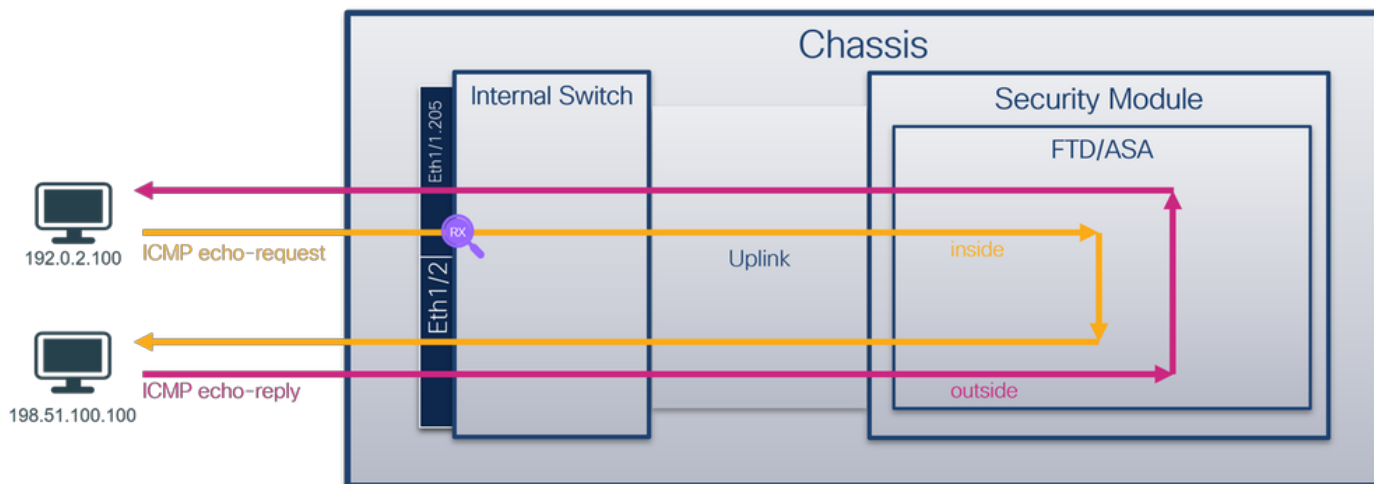 Chassis
Internal Switch
Security Module
FTD/ASA
Eth1/1.205
RX
192.0.2.100
ICMP echo-request
Uplink
inside
Eth1/2
198.51.100.100
ICMP echo-reply
outside